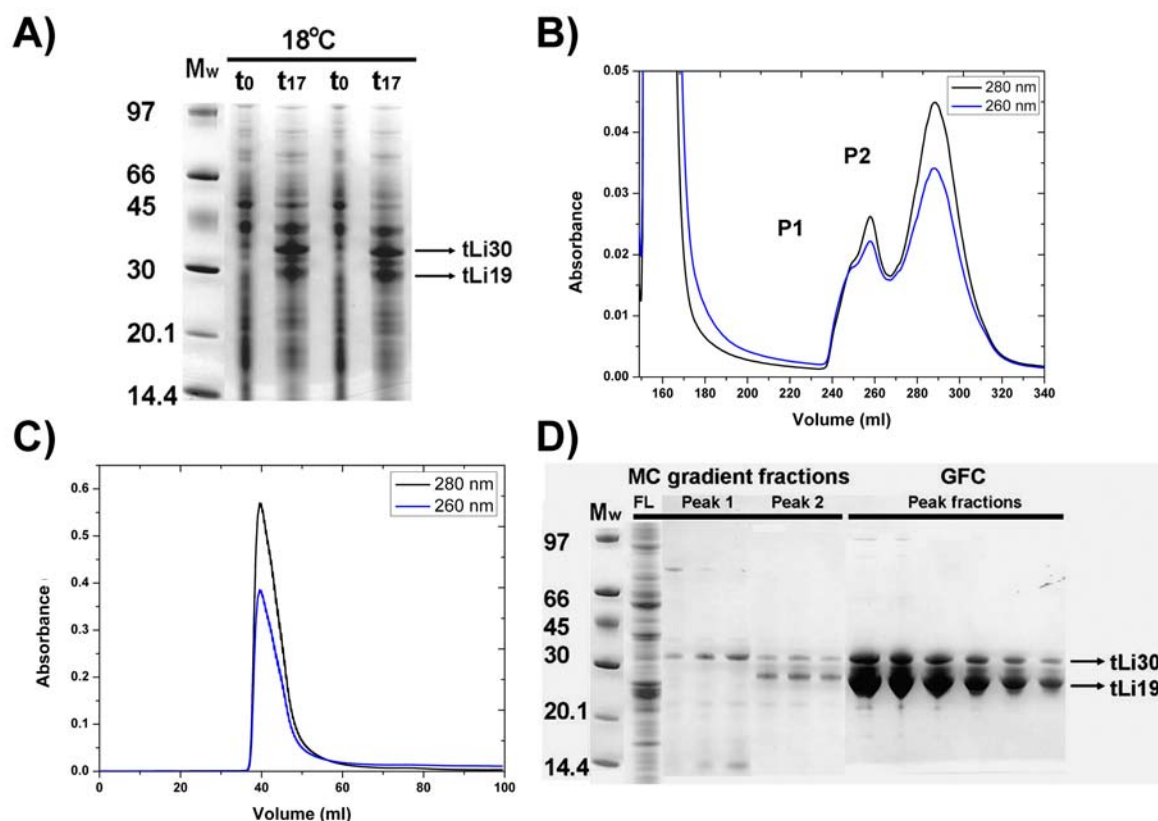 A)
18°C
Mw t0 t17 t0 t17
97
66
45
30
20.1
14.4
tLi30
tLi19
B)
280 nm
260 nm
P1
P2
Absorbance
0.05
0.04
0.03
0.02
0.01
0.00
160 180 200 220 240 260 280 300 320 340
Volume (ml)
C)
280 nm
260 nm
Absorbance
0.6
0.5
0.4
0.3
0.2
0.1
0.0
0 20 40 60 80 100
Volume (ml)
D)
MC gradient fractions GFC
Mw FL Peak 1 Peak 2 Peak fractions
97
66
45
30
20.1
14.4
tLi30
tLi19